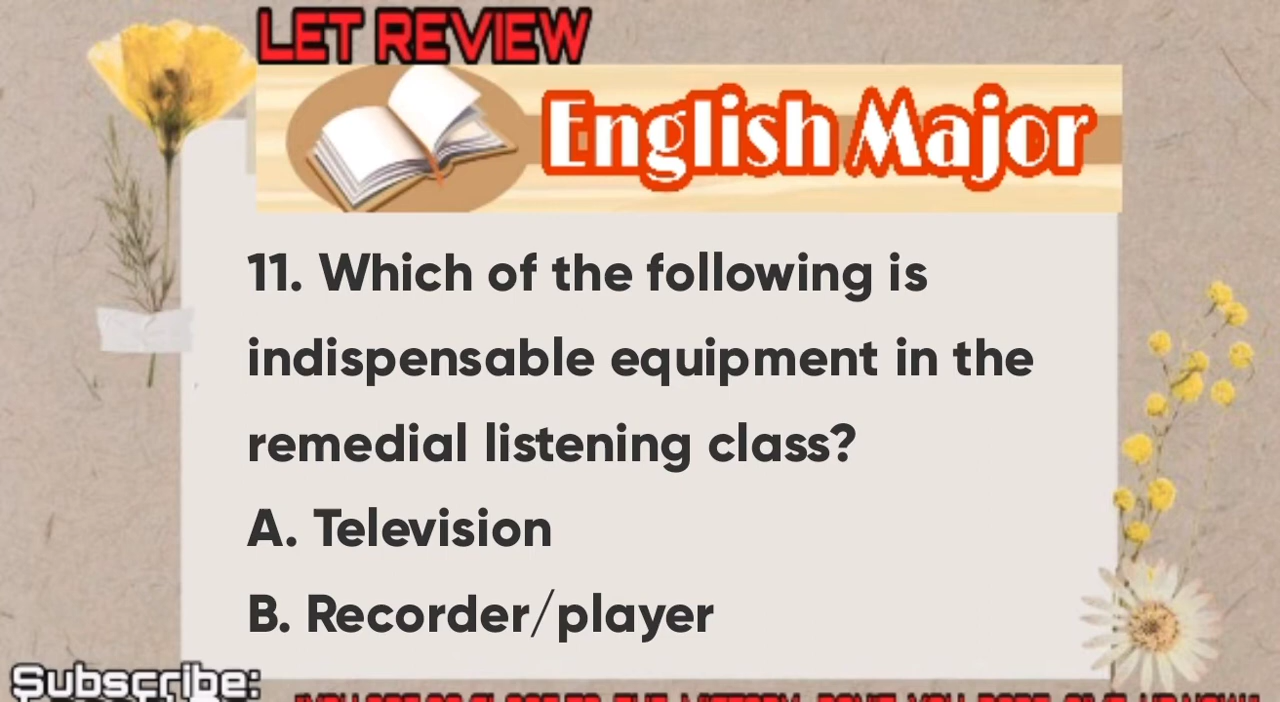 LET REVIEW
English Major
11. Which of the following is
indispensable equipment in the
remedial listening class?
A. Television
B. Recorder/player
Subscribe: